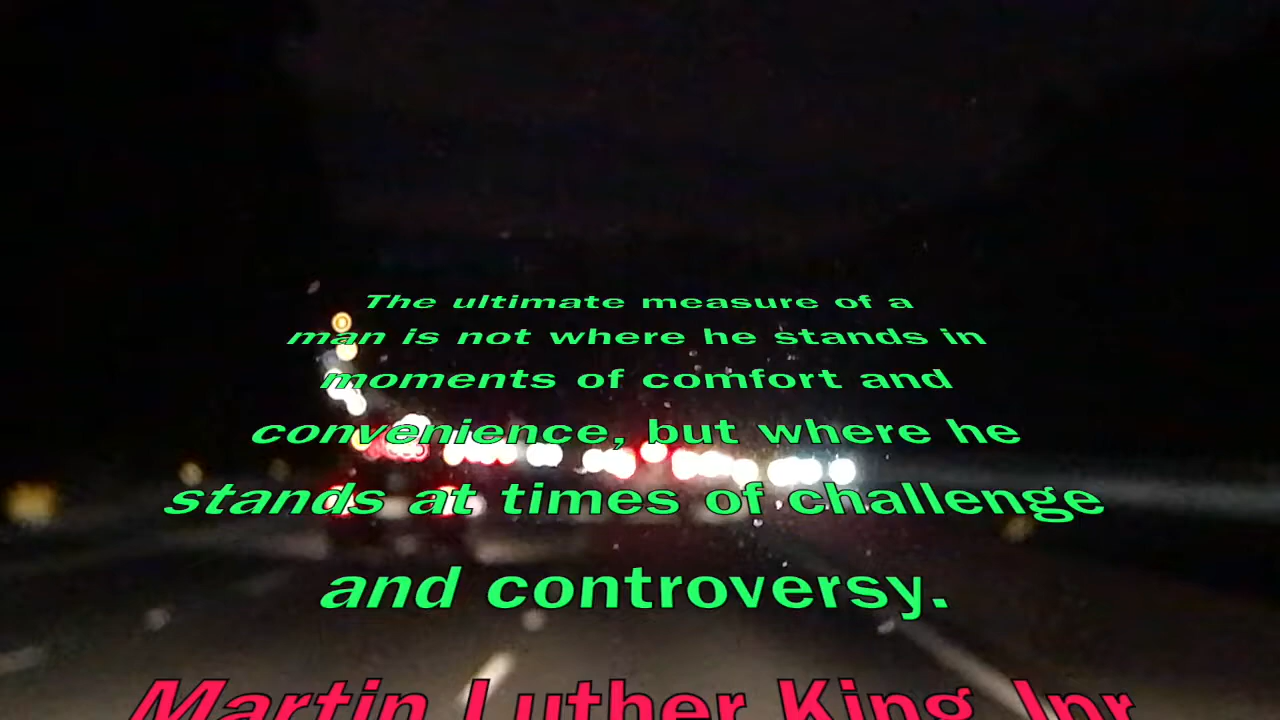 The ultimate measure of a
man is not where he stands in
moments of comfort and
convenience, but where he
stands at times of challenge
and controversy.
Martin Luther King, Jnr